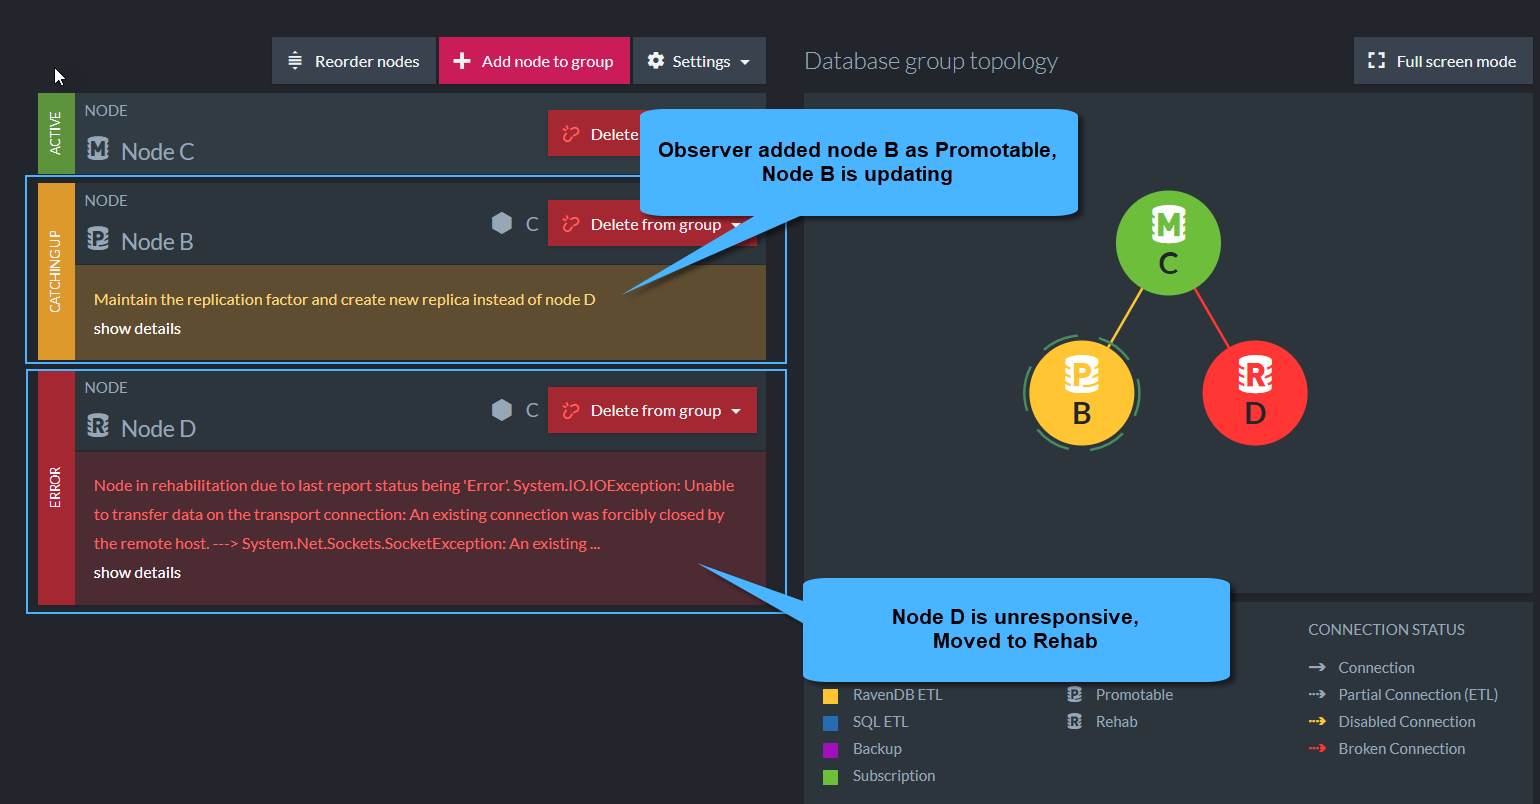 Reorder nodes
Add node to group
Settings
Database group topology
Full screen mode
ACTIVE
NODE
M
Node C
Delete
Observer added node B as Promotable,
Node B is updating
CATCHING UP
NODE
P
Node B
C
Delete from group
Maintain the replication factor and create new replica instead of node D
show details
ERROR
NODE
R
Node D
C
Delete from group
Node in rehabilitation due to last report status being 'Error'. System.IO.IOException: Unable
to transfer data on the transport connection: An existing connection was forcibly closed by
the remote host. ---> System.Net.Sockets.SocketException: An existing ...
show details
M
C
P
B
R
D
Node D is unresponsive,
Moved to Rehab
RavenDB ETL
SQL ETL
Backup
Subscription
P
Promotable
R
Rehab
CONNECTION STATUS
Connection
Partial Connection (ETL)
Disabled Connection
Broken Connection